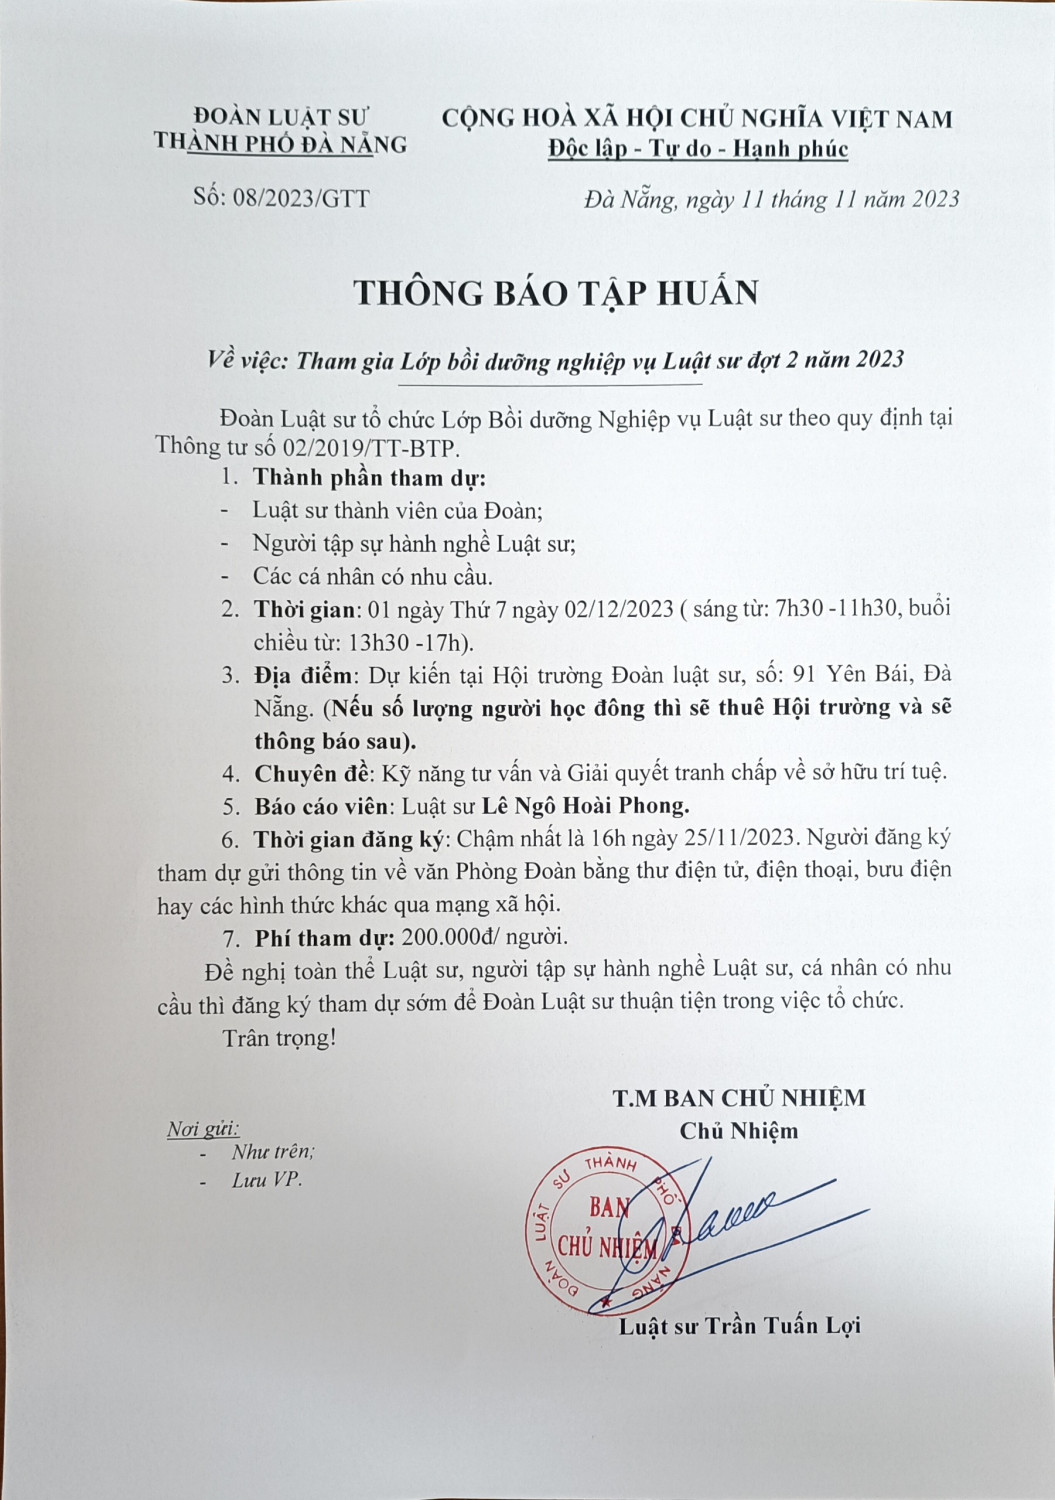 ĐOÀN LUẬT SƯ
THÀNH PHỐ ĐÀ NẴNG
CỘNG HOÀ XÃ HỘI CHỦ NGHĨA VIỆT NAM
Độc lập - Tự do - Hạnh phúc
Số: 08/2023/GTT
Đà Nẵng, ngày 11 tháng 11 năm 2023
THÔNG BÁO TẬP HUẤN
Về việc: Tham gia Lớp bồi dưỡng nghiệp vụ Luật sư đợt 2 năm 2023
Đoàn Luật sư tổ chức Lớp Bồi dưỡng Nghiệp vụ Luật sư theo quy định tại
Thông tư số 02/2019/TT-BTP.
1. Thành phần tham dự:
- Luật sư thành viên của Đoàn;
- Người tập sự hành nghề Luật sư;
- Các cá nhân có nhu cầu.
2. Thời gian: 01 ngày Thứ 7 ngày 02/12/2023 ( sáng từ: 7h30 -11h30, buổi
chiều từ: 13h30 -17h).
3. Địa điểm: Dự kiến tại Hội trường Đoàn luật sư, số: 91 Yên Bái, Đà
Nẵng. (Nếu số lượng người học đông thì sẽ thuê Hội trường và sẽ
thông báo sau).
4. Chuyên đề: Kỹ năng tư vấn và Giải quyết tranh chấp về sở hữu trí tuệ.
5. Báo cáo viên: Luật sư Lê Ngô Hoài Phong.
6. Thời gian đăng ký: Chậm nhất là 16h ngày 25/11/2023. Người đăng ký
tham dự gửi thông tin về văn Phòng Đoàn bằng thư điện tử, điện thoại, bưu điện
hay các hình thức khác qua mạng xã hội.
7. Phí tham dự: 200.000đ/ người.
Đề nghị toàn thể Luật sư, người tập sự hành nghề Luật sư, cá nhân có nhu
cầu thì đăng ký tham dự sớm để Đoàn Luật sư thuận tiện trong việc tổ chức.
Trân trọng!
T.M BAN CHỦ NHIỆM
Chủ Nhiệm
Nơi gửi:
- Như trên;
- Lưu VP.
ĐOÀN LUẬT SƯ THÀNH PHỐ ĐÀ NẴNG
BAN
CHỦ NHIỆM
Luật sư Trần Tuấn Lợi